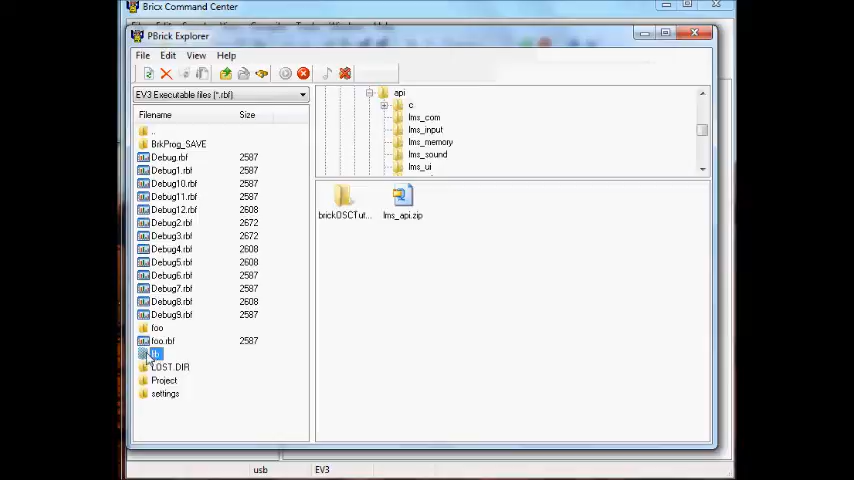 Bricx Command Center
PBrick Explorer
File Edit View Help
EV3 Executable files (*.rbf)
Filename Size
..
BrkProg_SAVE
Debug.rbf 2587
Debug1.rbf 2587
Debug10.rbf 2587
Debug11.rbf 2587
Debug12.rbf 2608
Debug2.rbf 2672
Debug3.rbf 2672
Debug4.rbf 2608
Debug5.rbf 2608
Debug6.rbf 2587
Debug7.rbf 2587
Debug8.rbf 2608
Debug9.rbf 2587
foo
foo.rbf 2587
LOST.DIR
Project
settings
api
c
lms_com
lms_input
lms_memory
lms_sound
lms_ui
brickOSCTut...
lms_api.zip
usb EV3